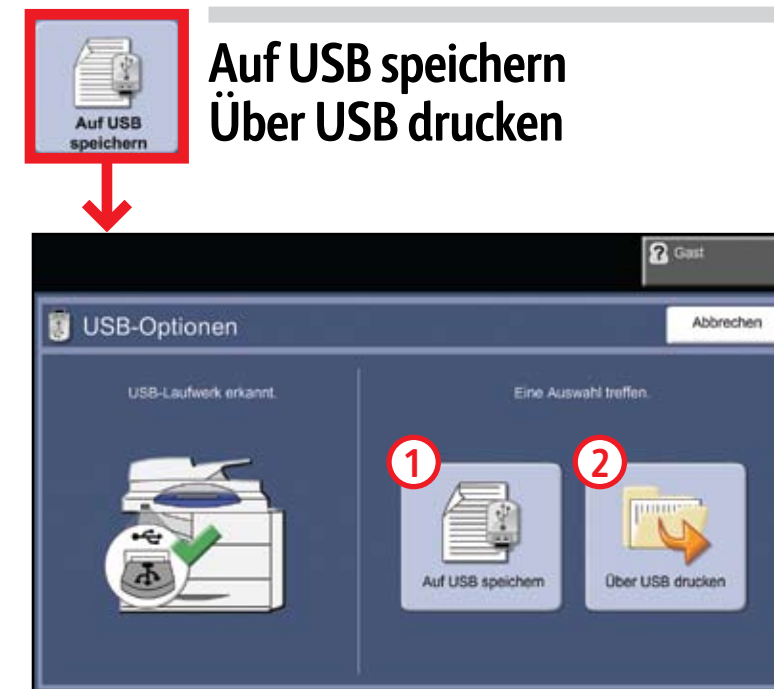 Auf USB
speichern
Auf USB speichern
Über USB drucken
Gast
USB-Optionen
Abbrechen
USB-Laufwerk erkannt.
Eine Auswahl treffen.
1
2
Auf USB speichern
Über USB drucken